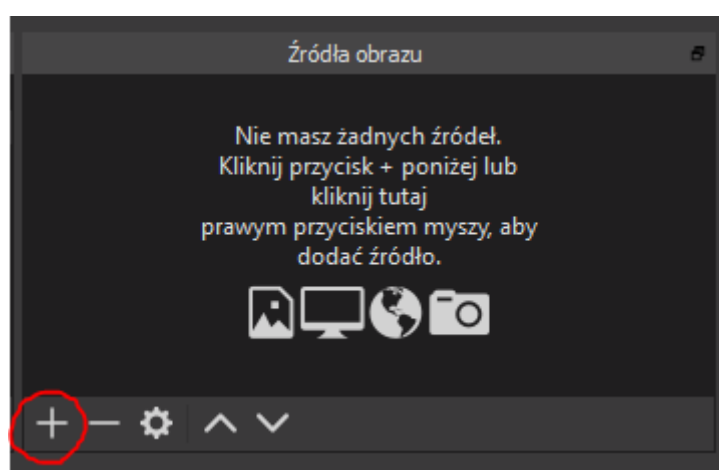 Źródła obrazu
Nie masz żadnych źródeł.
Kliknij przycisk + poniżej lub
kliknij tutaj
prawym przyciskiem myszy, aby
dodać źródło.